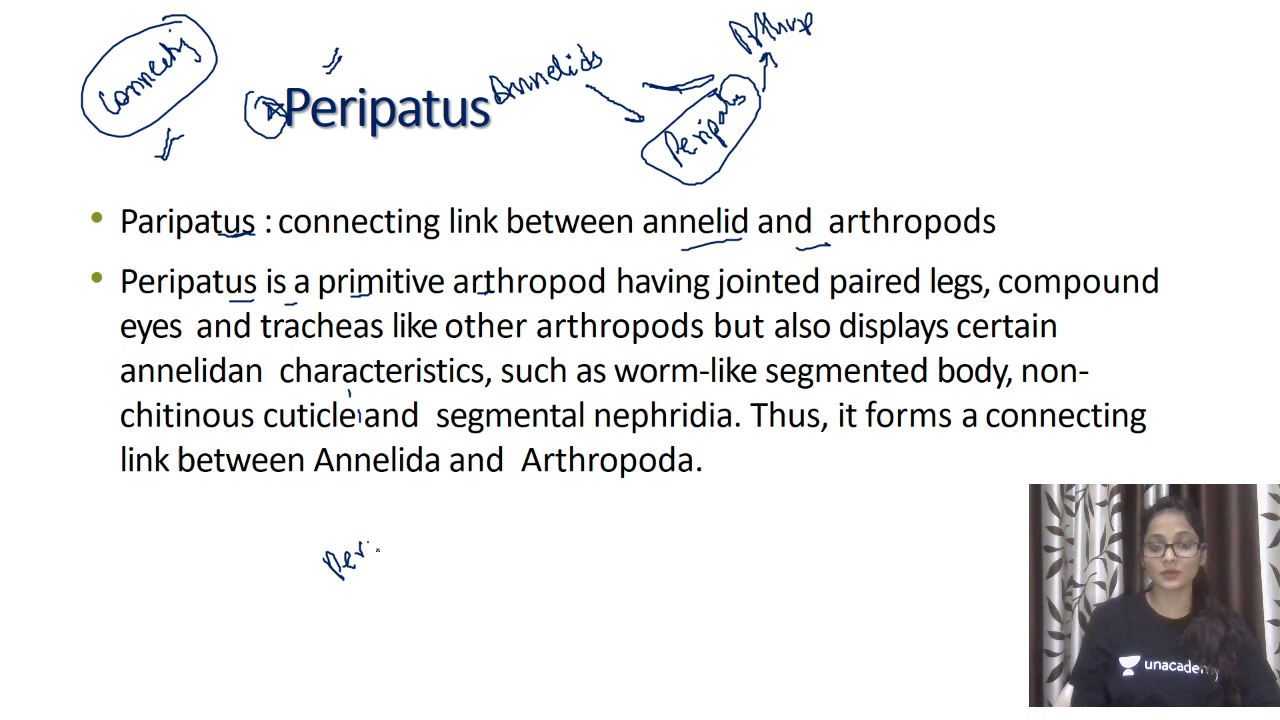 Connecting
Peripatus
Annelids
Peripatus
Arthrop
• Paripatus : connecting link between annelid and arthropods
• Peripatus is a primitive arthropod having jointed paired legs, compound
eyes and tracheas like other arthropods but also displays certain
annelidan characteristics, such as worm-like segmented body, non-
chitinous cuticle and segmental nephridia. Thus, it forms a connecting
link between Annelida and Arthropoda.
Per
unacademy